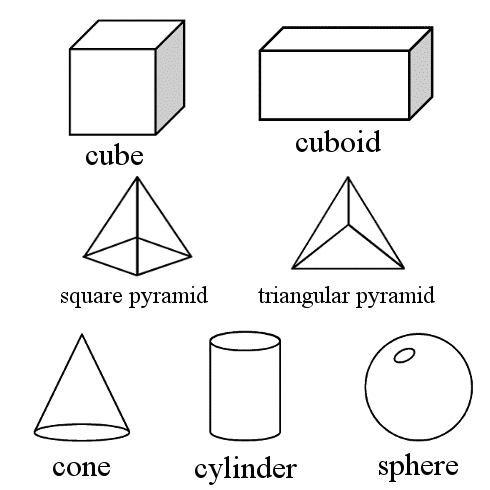 cube
cuboid
square pyramid
triangular pyramid
cone
cylinder
sphere